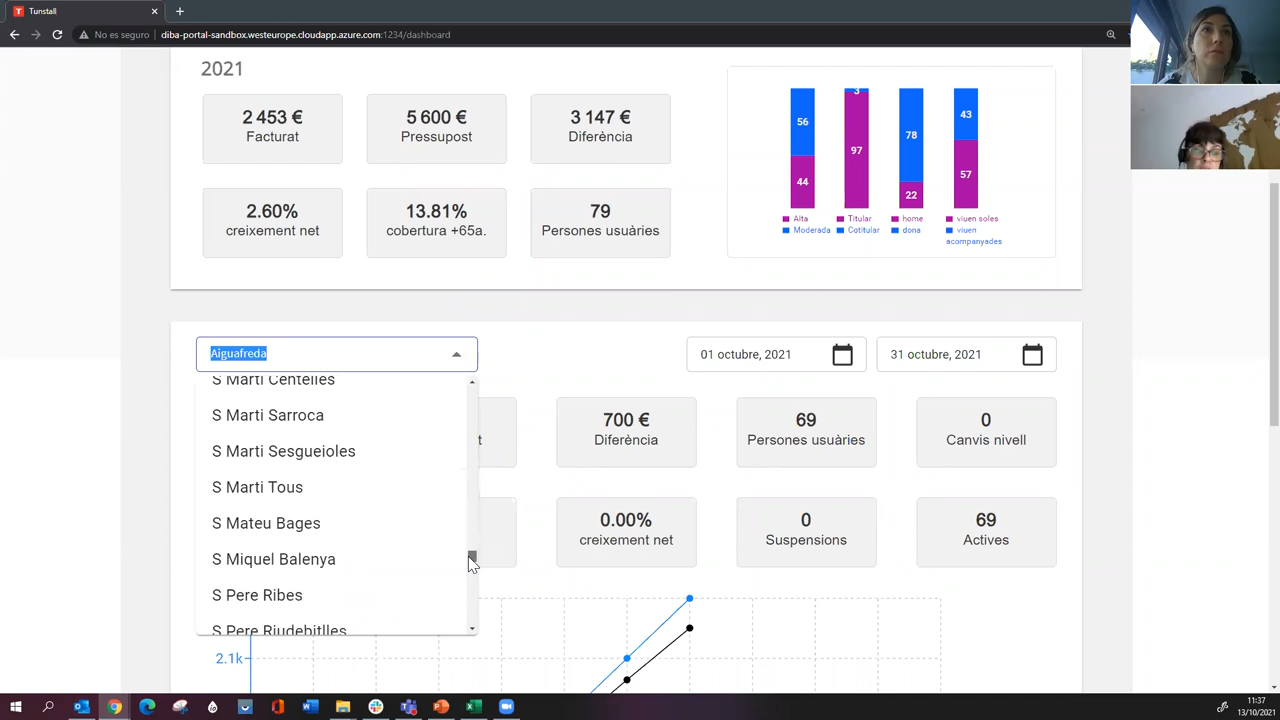 Tunstall
No es seguro
diba-portal-sandbox.westeurope.cloudapp.azure.com:1234/dashboard
2021
2 453 €
Facturat
5 600 €
Pressupost
3 147 €
Diferència
2.60%
creixement net
13.81%
cobertura +65a.
79
Persones usuàries
56
3
78
43
44
97
22
57
Alta
Titular
home
viuen soles
Moderada
Cotitular
dona
viuen
acompanyades
Aiguafreda
01 octubre, 2021
31 octubre, 2021
S Marti Centelles
S Marti Sarroca
S Marti Sesgueioles
S Marti Tous
S Mateu Bages
S Miquel Balenya
S Pere Ribes
S Pere Riudebitlles
t
700 €
Diferència
69
Persones usuàries
0
Canvis nivell
0.00%
creixement net
0
Suspensions
69
Actives
2.1k
11:37
13/10/2021